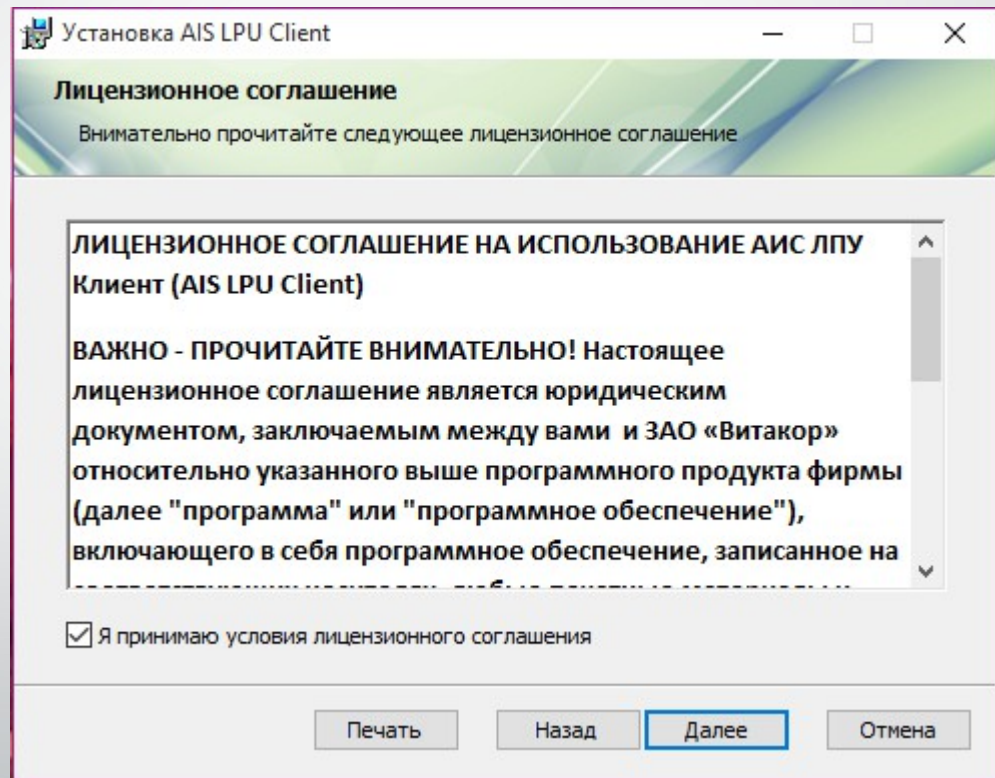 Установка AIS LPU Client
Лицензионное соглашение
Внимательно прочитайте следующее лицензионное соглашение
ЛИЦЕНЗИОННОЕ СОГЛАШЕНИЕ НА ИСПОЛЬЗОВАНИЕ АИС ЛПУ
Клиент (AIS LPU Client)
ВАЖНО - ПРОЧИТАЙТЕ ВНИМАТЕЛЬНО! Настоящее
лицензионное соглашение является юридическим
документом, заключаемым между вами и ЗАО «Витакор»
относительно указанного выше программного продукта фирмы
(далее "программа" или "программное обеспечение"),
включающего в себя программное обеспечение, записанное на
Я принимаю условия лицензионного соглашения
Печать Назад Далее Отмена